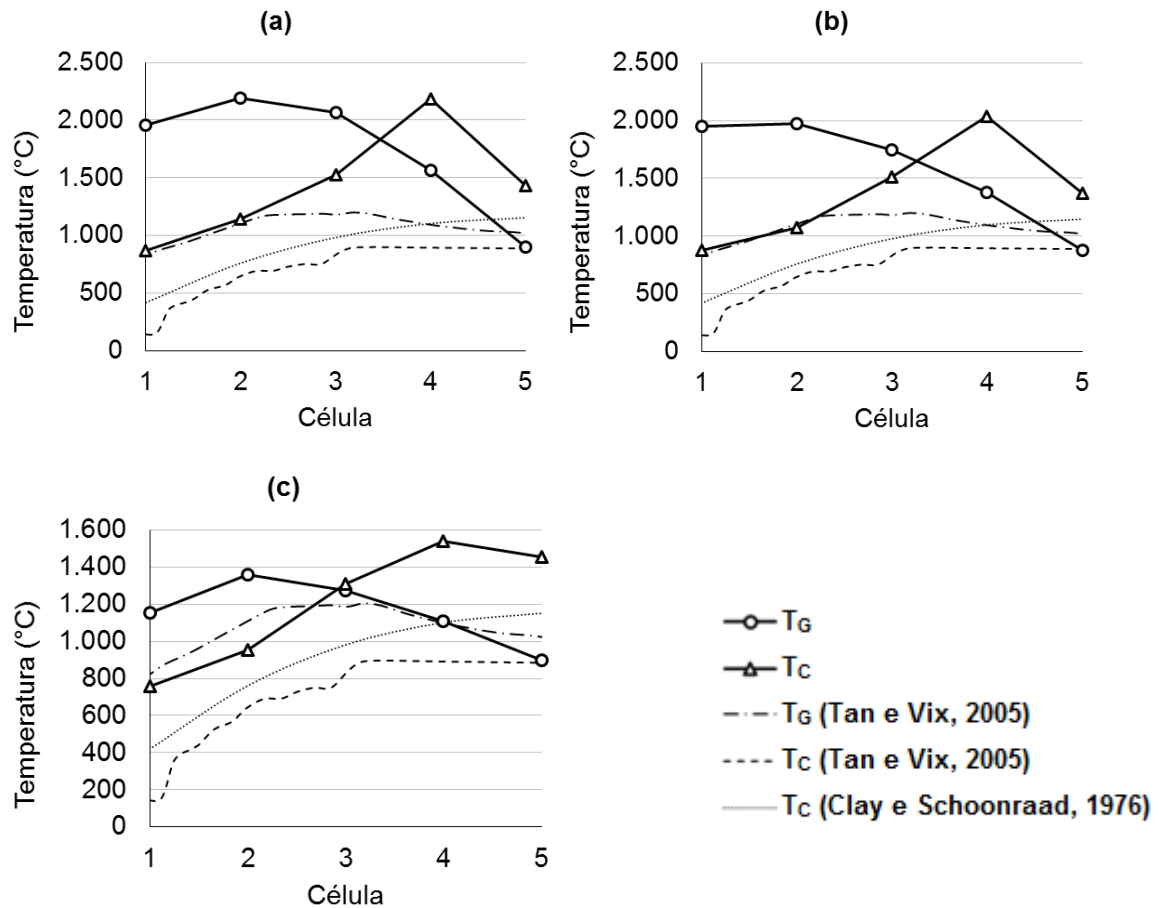 (a)
2.500
2.000
1.500
1.000
500
0
Temperatura (°C)
1 2 3 4 5
Célula
(b)
2.500
2.000
1.500
1.000
500
0
Temperatura (°C)
1 2 3 4 5
Célula
(c)
1.600
1.400
1.200
1.000
800
600
400
200
0
Temperatura (°C)
1 2 3 4 5
Célula
TG
TC
TG (Tan e Vix, 2005)
TC (Tan e Vix, 2005)
TC (Clay e Schoonraad, 1976)